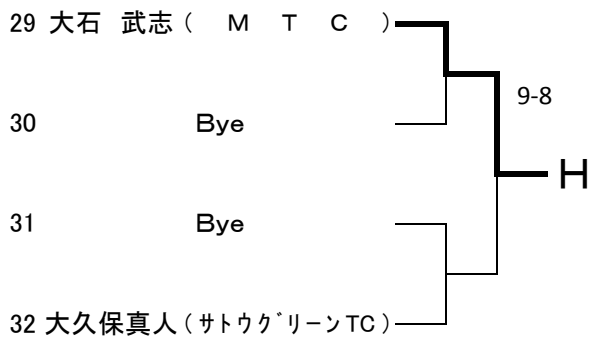 29 大石　武志（　Ｍ　Ｔ　Ｃ　）
9-8
30 Ｂｙｅ
H
31 Ｂｙｅ
32 大久保真人（ｻﾄｳｸﾞﾘｰﾝTC）